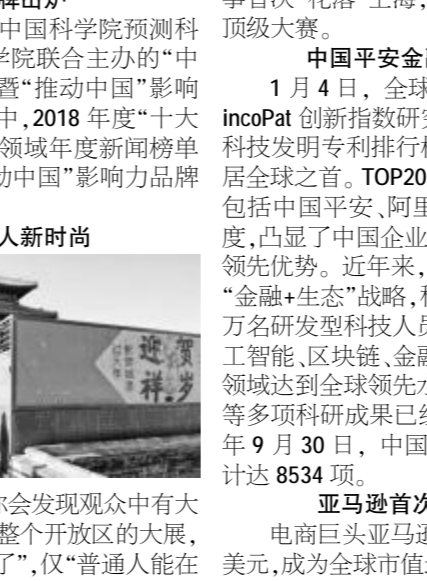 牌出炉
中国科学院预测科
学院联合主办的“中
暨“推动中国”影响
中,2018 年度“十大
领域年度新闻榜单
动中国”影响力品牌
人新时尚
贺岁
迎祥
你会发现观众中有大
整个开放区的大展,
了”,仅“普通人能在
事首次“花落”上海,
顶级大赛。
中国平安金融
1 月 4 日, 全球
incoPat 创新指数研究
科技发明专利排行榜
居全球之首。TOP20
包括中国平安、阿里
度,凸显了中国企业
领先优势。近年来,
“金融+生态”战略,科
万名研发型科技人员
工智能、区块链、金融
领域达到全球领先水
等多项科研成果已经
年 9 月 30 日, 中国
计达 8534 项。
亚马逊首次
电商巨头亚马逊
美元,成为全球市值最